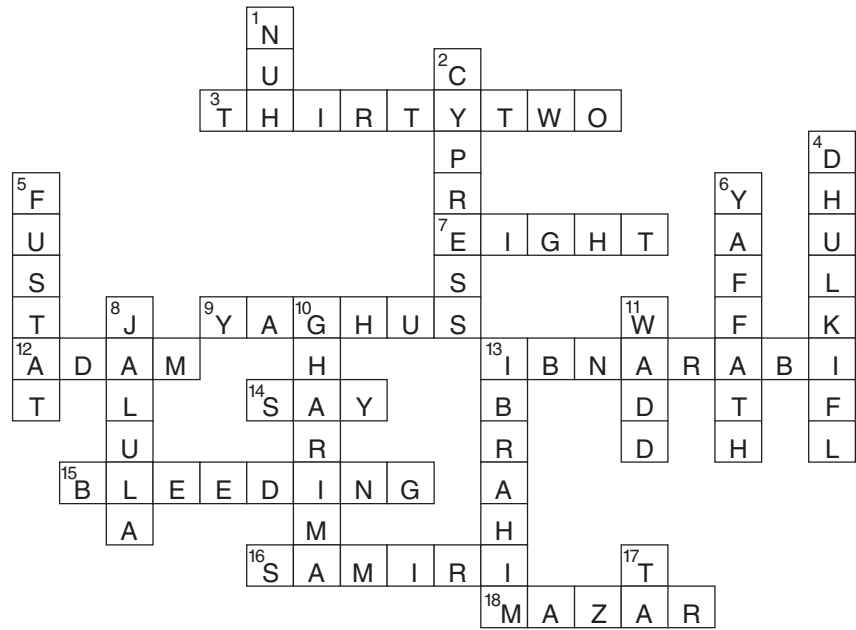 1 N
U 2 C
3 T H I R T Y T W O
P 4 D
5 F R 6 Y H
U 7 E I G H T A U
S S F L
T 8 J 9 Y A 10 G H U S 11 W F K
12 A D A M H 13 I B N A R A B I
T L 14 S A Y B D T F
U R R D H L
15 B L E E D I N G A
A M H
16 S A M I R I 17 T
18 M A Z A R